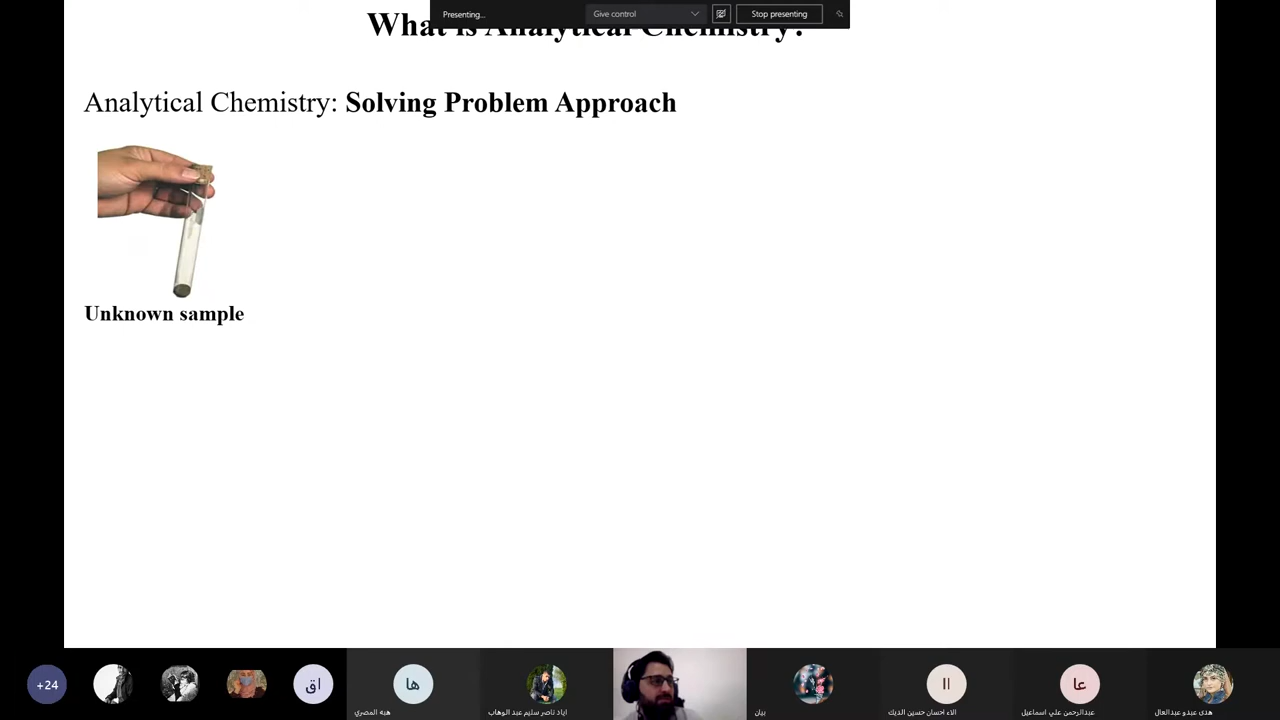 Presenting...
Give control
Stop presenting
What is Analytical Chemistry?
Analytical Chemistry: Solving Problem Approach
Unknown sample
+24
اق
ها
هبه المصري
اياد ناصر سليم عبد الوهاب
بيان
اا
الاء احسان حسين الديك
عا
عبدالرحمن علي اسماعيل
هدى عبدو عبدالعال